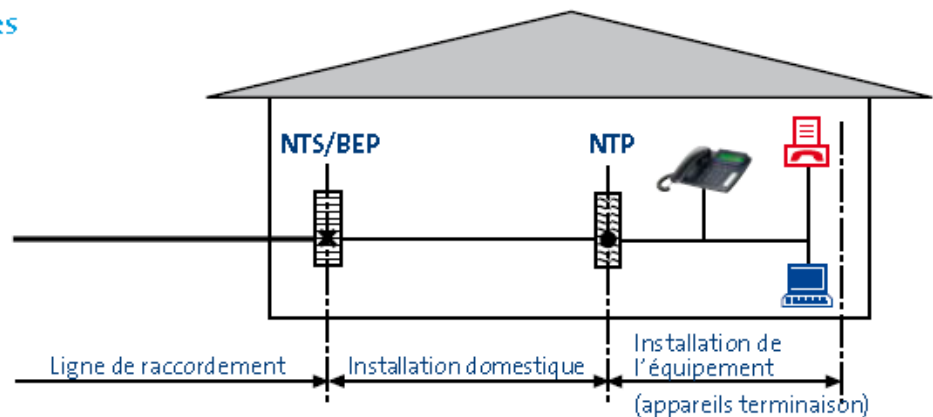 es
NTS/BEP
NTP
Ligne de raccordement
Installation domestique
Installation de
l'équipement
(appareils terminaison)